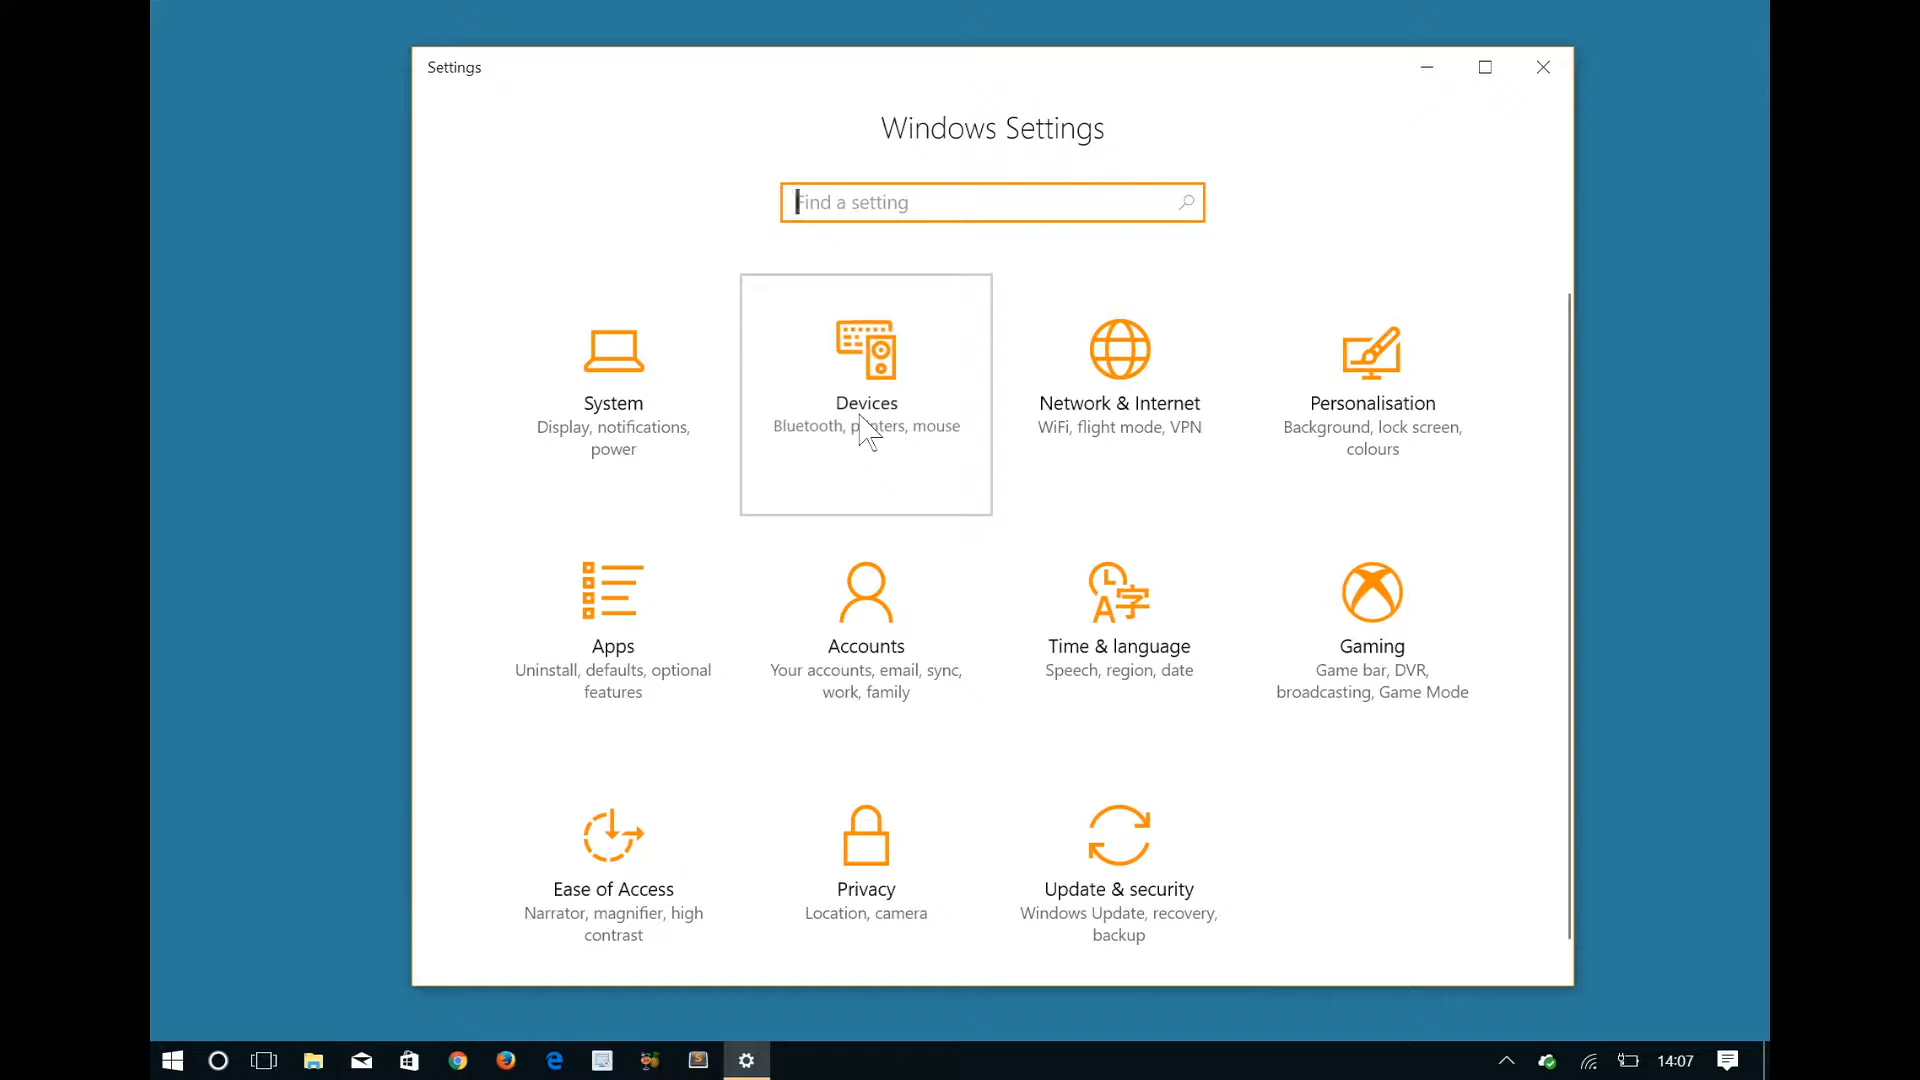 Settings
Windows Settings
Find a setting
System
Display, notifications,
power
Devices
Bluetooth, printers, mouse
Network & Internet
WiFi, flight mode, VPN
Personalisation
Background, lock screen,
colours
Apps
Uninstall, defaults, optional
features
Accounts
Your accounts, email, sync,
work, family
Time & language
Speech, region, date
Gaming
Game bar, DVR,
broadcasting, Game Mode
Ease of Access
Narrator, magnifier, high
contrast
Privacy
Location, camera
Update & security
Windows Update, recovery,
backup
14:07